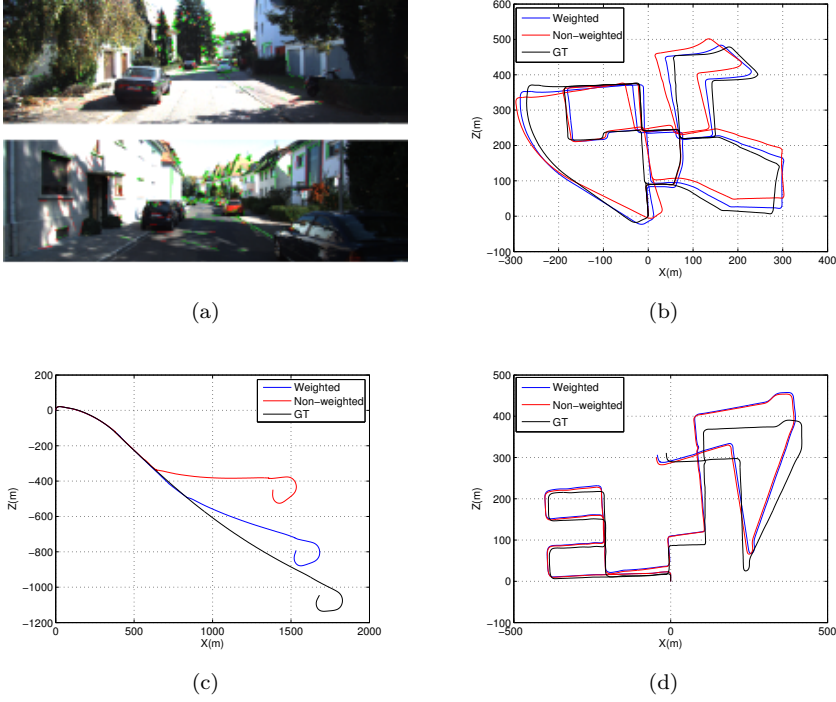 600
500
400
300
200
100
0
−100
−300 −200 −100 0 100 200 300 400
X(m)
Z(m)
Weighted
Non−weighted
GT
(a)
(b)
200
0
−200
−400
−600
−800
−1000
−1200
0 500 1000 1500 2000
X(m)
Z(m)
Weighted
Non−weighted
GT
500
400
300
200
100
0
−100
−500 0 500
X(m)
Z(m)
Weighted
Non−weighted
GT
(c)
(d)